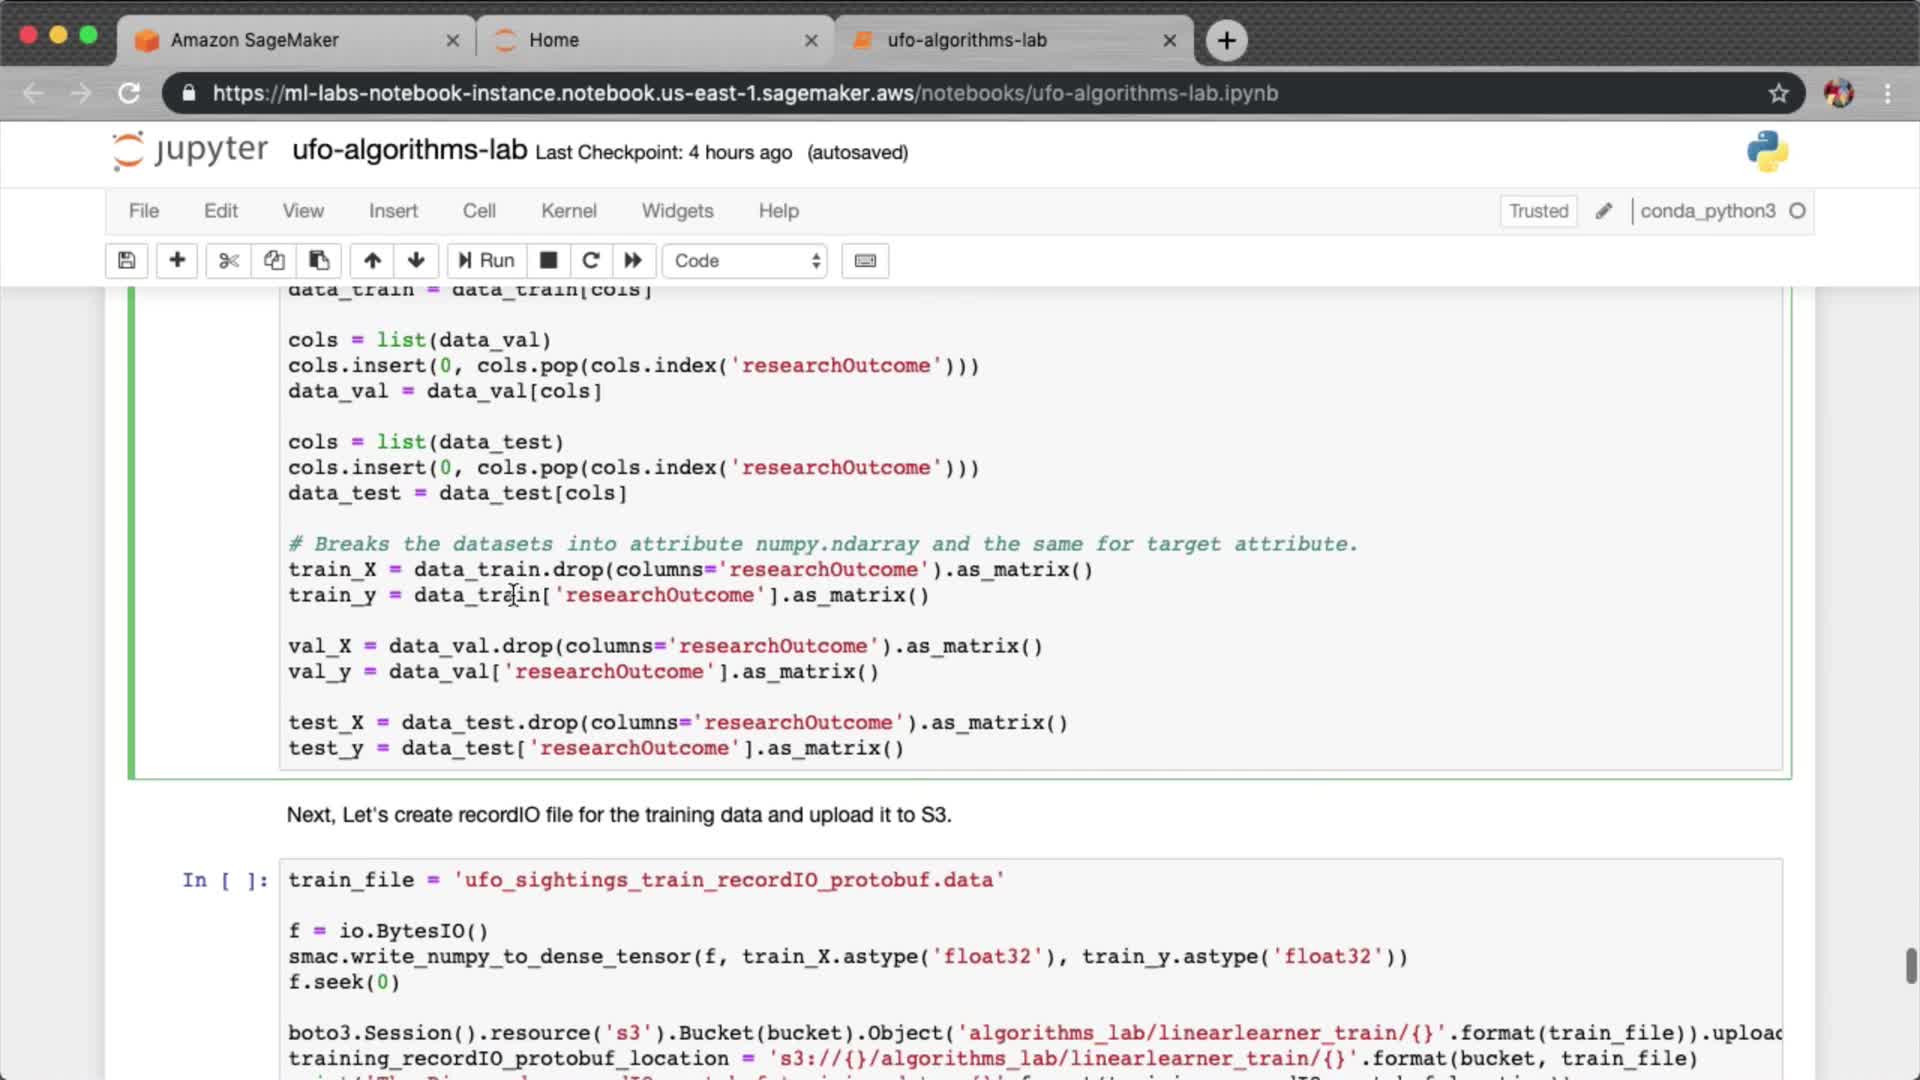 Amazon SageMaker
Home
ufo-algorithms-lab
https://ml-labs-notebook-instance.notebook.us-east-1.sagemaker.aws/notebooks/ufo-algorithms-lab.ipynb
jupyter ufo-algorithms-lab Last Checkpoint: 4 hours ago (autosaved)
File Edit View Insert Cell Kernel Widgets Help Trusted conda_python3
Run Code
data_train = data_train[cols]
cols = list(data_val)
cols.insert(0, cols.pop(cols.index('researchOutcome')))
data_val = data_val[cols]
cols = list(data_test)
cols.insert(0, cols.pop(cols.index('researchOutcome')))
data_test = data_test[cols]
# Breaks the datasets into attribute numpy.ndarray and the same for target attribute.
train_X = data_train.drop(columns='researchOutcome').as_matrix()
train_y = data_train['researchOutcome'].as_matrix()
val_X = data_val.drop(columns='researchOutcome').as_matrix()
val_y = data_val['researchOutcome'].as_matrix()
test_X = data_test.drop(columns='researchOutcome').as_matrix()
test_y = data_test['researchOutcome'].as_matrix()
Next, Let's create recordIO file for the training data and upload it to S3.
In [ ]: train_file = 'ufo_sightings_train_recordIO_protobuf.data'
f = io.BytesIO()
smac.write_numpy_to_dense_tensor(f, train_X.astype('float32'), train_y.astype('float32'))
f.seek(0)
boto3.Session().resource('s3').Bucket(bucket).Object('algorithms_lab/linearlearner_train/{}'.format(train_file)).upload
training_recordIO_protobuf_location = 's3://{}/algorithms_lab/linearlearner_train/{}'.format(bucket, train_file)